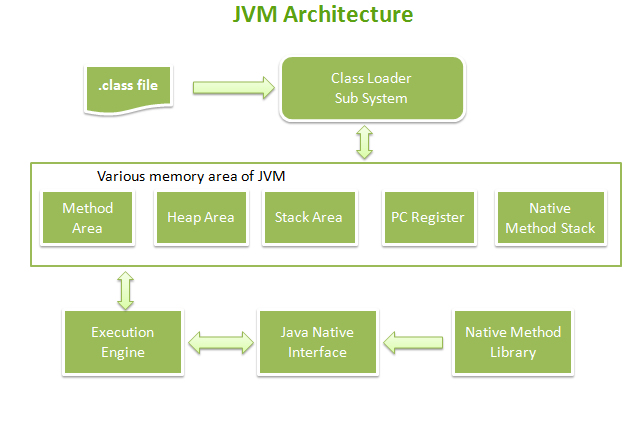 JVM Architecture
.class file
Class Loader
Sub System
Various memory area of JVM
Method
Area
Heap Area
Stack Area
PC Register
Native
Method Stack
Execution
Engine
Java Native
Interface
Native Method
Library